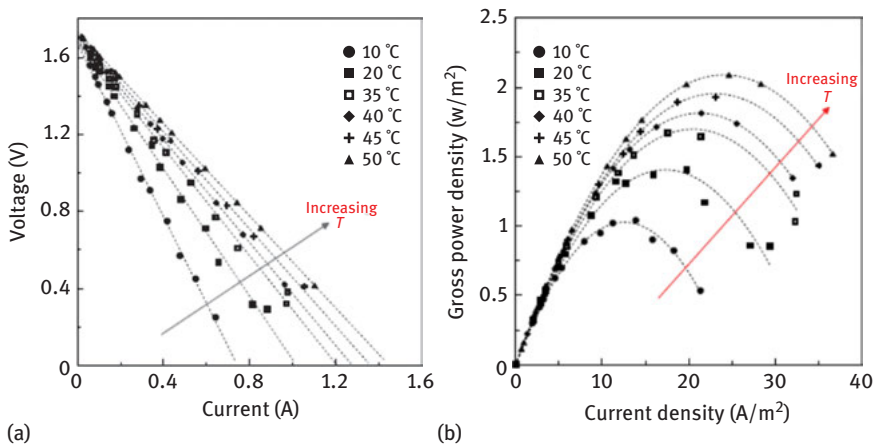 1.6
1.2
0.8
0.4
0
0
0.4
0.8
1.2
1.6
Voltage (V)
Current (A)
10 °C
20 °C
35 °C
40 °C
45 °C
50 °C
Increasing
T
(a)
2.5
2
1.5
1
0.5
0
0
10
20
30
40
Gross power density (w/m²)
Current density (A/m²)
10 °C
20 °C
35 °C
40 °C
45 °C
50 °C
Increasing
T
(b)